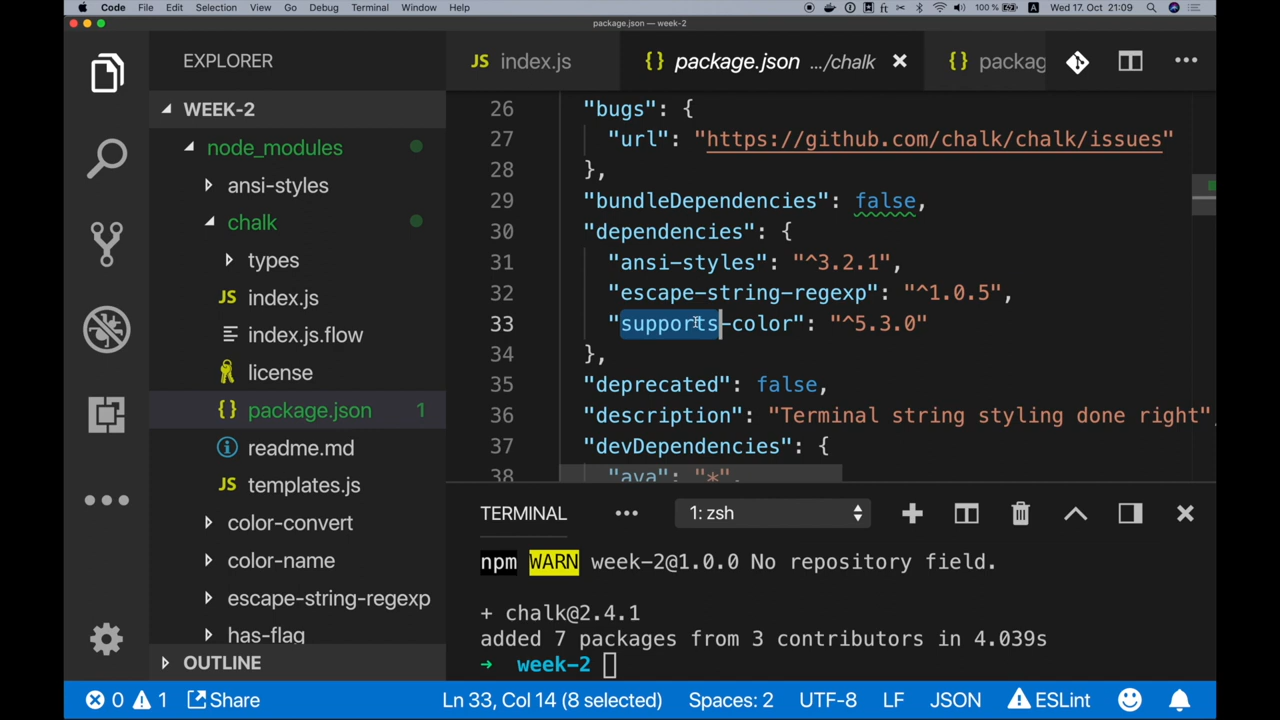 Code File Edit Selection View Go Debug Terminal Window Help 100% A Wed 17. Oct 21:09
package.json — week-2
EXPLORER
WEEK-2
node_modules
ansi-styles
chalk
types
JS index.js
index.js.flow
license
{} package.json 1
readme.md
JS templates.js
color-convert
color-name
escape-string-regexp
has-flag
OUTLINE
JS index.js
{} package.json .../chalk
{} packag
26 "bugs": {
27 "url": "https://github.com/chalk/chalk/issues"
28 },
29 "bundleDependencies": false,
30 "dependencies": {
31 "ansi-styles": "^3.2.1",
32 "escape-string-regexp": "^1.0.5",
33 "supports-color": "^5.3.0"
34 },
35 "deprecated": false,
36 "description": "Terminal string styling done right",
37 "devDependencies": {
38 "ava": "*",
TERMINAL
1: zsh
npm WARN week-2@1.0.0 No repository field.
+ chalk@2.4.1
added 7 packages from 3 contributors in 4.039s
→ week-2
0 1 Share Ln 33, Col 14 (8 selected) Spaces: 2 UTF-8 LF JSON ESLint